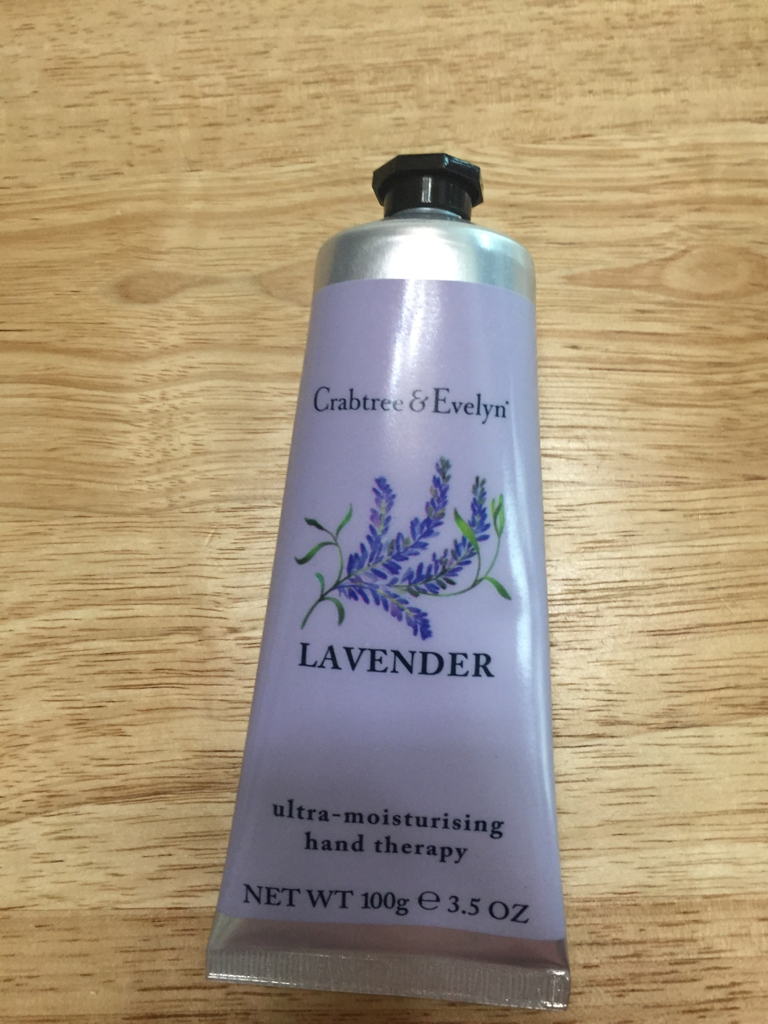 Crabtree & Evelyn®
LAVENDER
ultra-moisturising
hand therapy
NET WT 100g ℮ 3.5 OZ